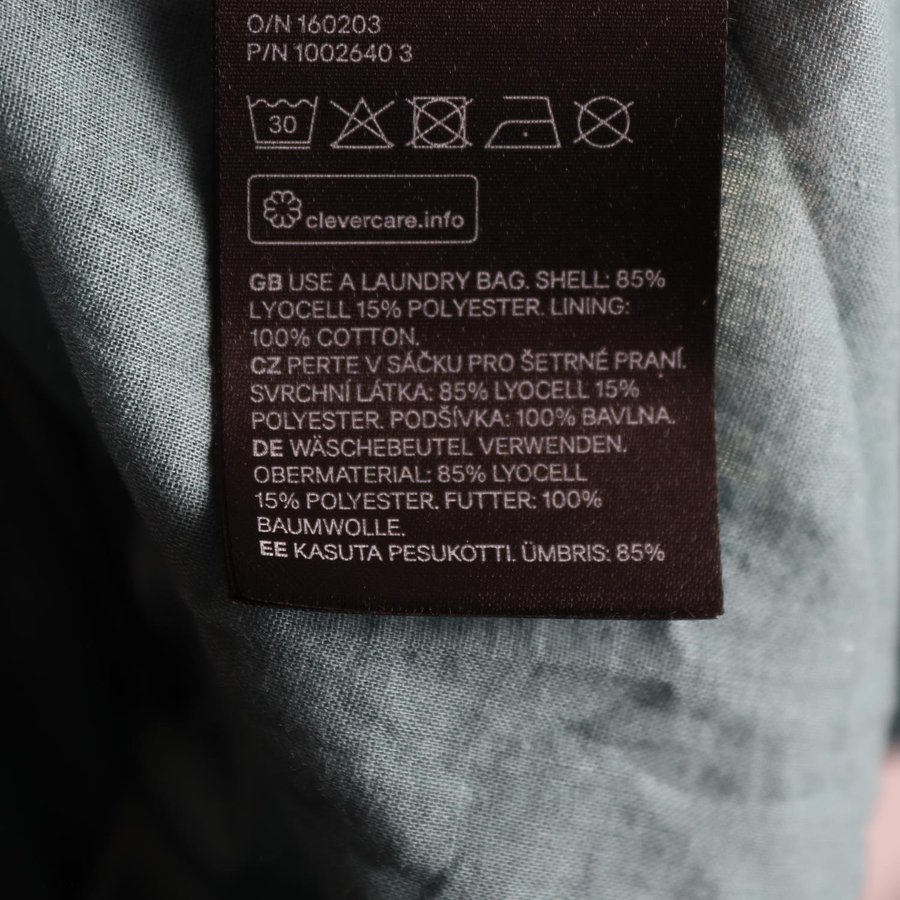 O/N 160203
P/N 1002640 3
30
clevercare.info
GB USE A LAUNDRY BAG. SHELL: 85%
LYOCELL 15% POLYESTER. LINING:
100% COTTON.
CZ PERTE V SÁČKU PRO ŠETRNÉ PRANÍ.
SVRCHNÍ LÁTKA: 85% LYOCELL 15%
POLYESTER. PODŠÍVKA: 100% BAVLNA.
DE WÄSCHEBEUTEL VERWENDEN.
OBERMATERIAL: 85% LYOCELL
15% POLYESTER. FUTTER: 100%
BAUMWOLLE.
EE KASUTA PESUKOTTI. ÜMBRIS: 85%